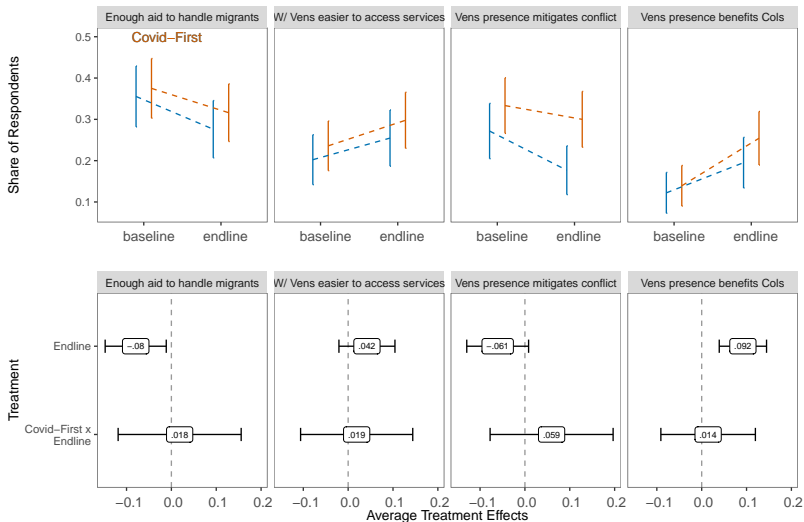 Enough aid to handle migrants
W/ Vens easier to access services
Vens presence mitigates conflict
Vens presence benefits Cols
Covid−First
Share of Respondents
0.5
0.4
0.3
0.2
0.1
baseline endline
baseline endline
baseline endline
baseline endline
Enough aid to handle migrants
W/ Vens easier to access services
Vens presence mitigates conflict
Vens presence benefits Cols
Treatment
Endline
−.08
.042
−.061
.092
Covid−First x
Endline
.018
.019
.059
.014
−0.1 0.0 0.1 0.2
−0.1 0.0 0.1 0.2
−0.1 0.0 0.1 0.2
−0.1 0.0 0.1 0.2
Average Treatment Effects